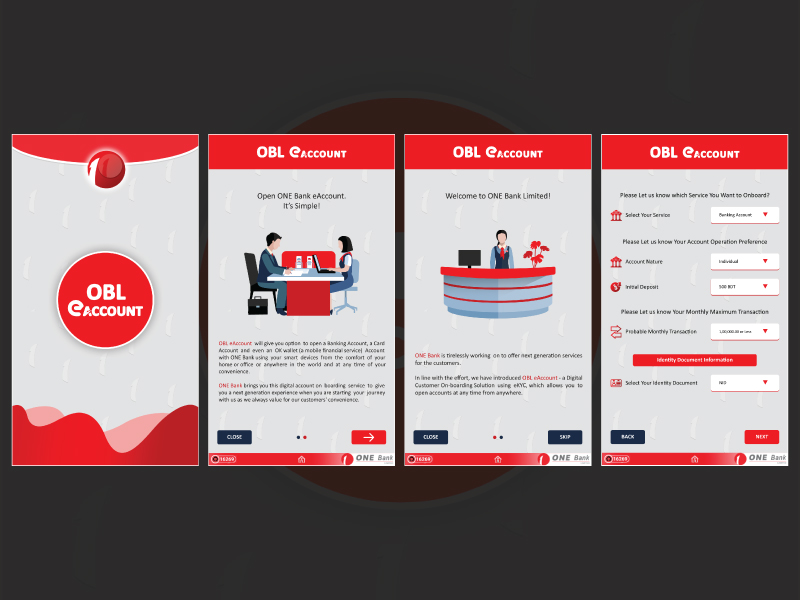 OBL
eACCOUNT
OBL eACCOUNT
Open ONE Bank eAccount.
It's Simple!
OBL eAccount will give you option to open a Banking Account, a Card
Account and even an OK wallet (a mobile financial service) Account
with ONE Bank using your smart devices from the comfort of your
home or office or anywhere in the world and at any time of your
convenience.
ONE Bank brings you this digital account on boarding service to give
you a next generation experience when you are starting your journey
with us as we always value for our customers' convenience.
CLOSE
16269
ONE Bank
OBL eACCOUNT
Welcome to ONE Bank Limited!
ONE Bank is tirelessly working on to offer next generation services
for the customers.
In line with the effort, we have introduced OBL eAccount - a Digital
Customer On-boarding Solution using eKYC, which allows you to
open accounts at any time from anywhere.
CLOSE
SKIP
16269
ONE Bank
OBL eACCOUNT
Please Let us know which Service You Want to Onboard?
Select Your Service
Banking Account
Please Let us know Your Account Operation Preference
Account Nature
Individual
Initial Deposit
500 BDT
Please Let us know Your Monthly Maximum Transaction
Probable Monthly Transaction
1,00,000.00 or Less
Identity Document Information
Select Your Identity Document
NID
BACK
NEXT
16269
ONE Bank